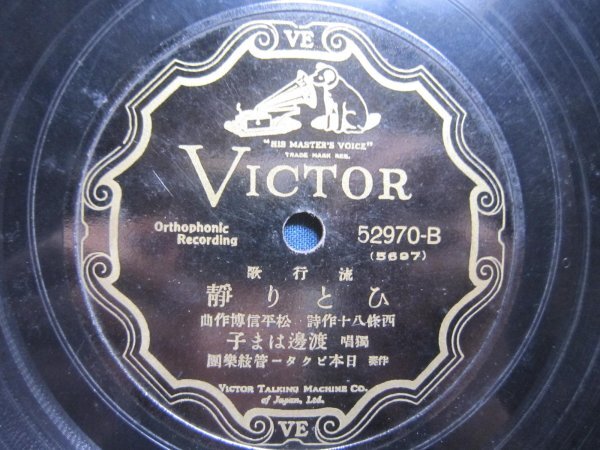 VE
"HIS MASTER'S VOICE"
TRADE MARK REG.
VICTOR
Orthophonic
Recording
52970-B
(5697)
流行歌
ひとり靜
西條八十作詩・松平信博作曲
獨唱 渡邊はま子
伴奏 日本ビクター管絃樂團
VICTOR TALKING MACHINE CO.
of Japan, Ltd.
VE